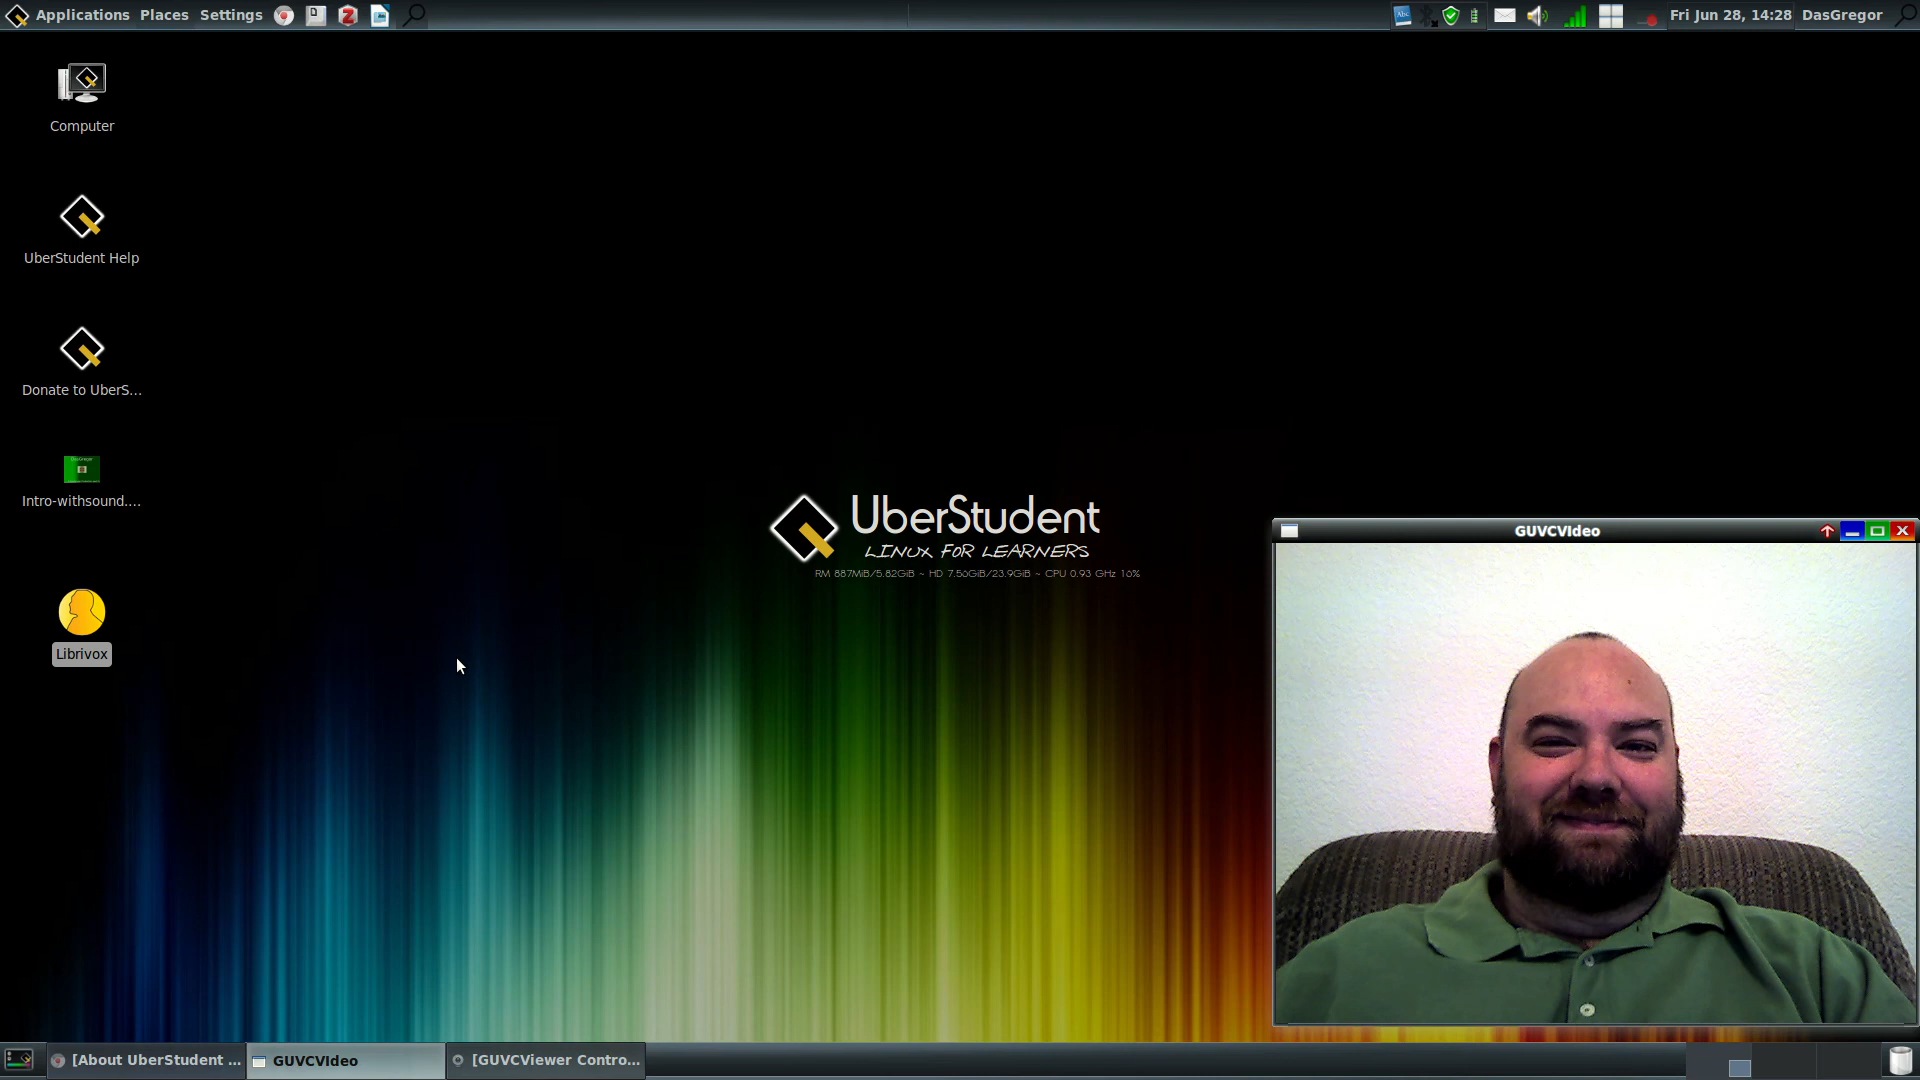 Applications Places Settings
Fri Jun 28, 14:28 DasGregor
Computer
UberStudent Help
Donate to UberS...
Intro-withsound....
Librivox
UberStudent
LINUX FOR LEARNERS
RM 887MiB/5.82GiB ~ HD 7.56GiB/23.9GiB ~ CPU 0.93 GHz 16%
GUVCVIdeo
[About UberStudent ...
GUVCVIdeo
[GUVCViewer Contro...